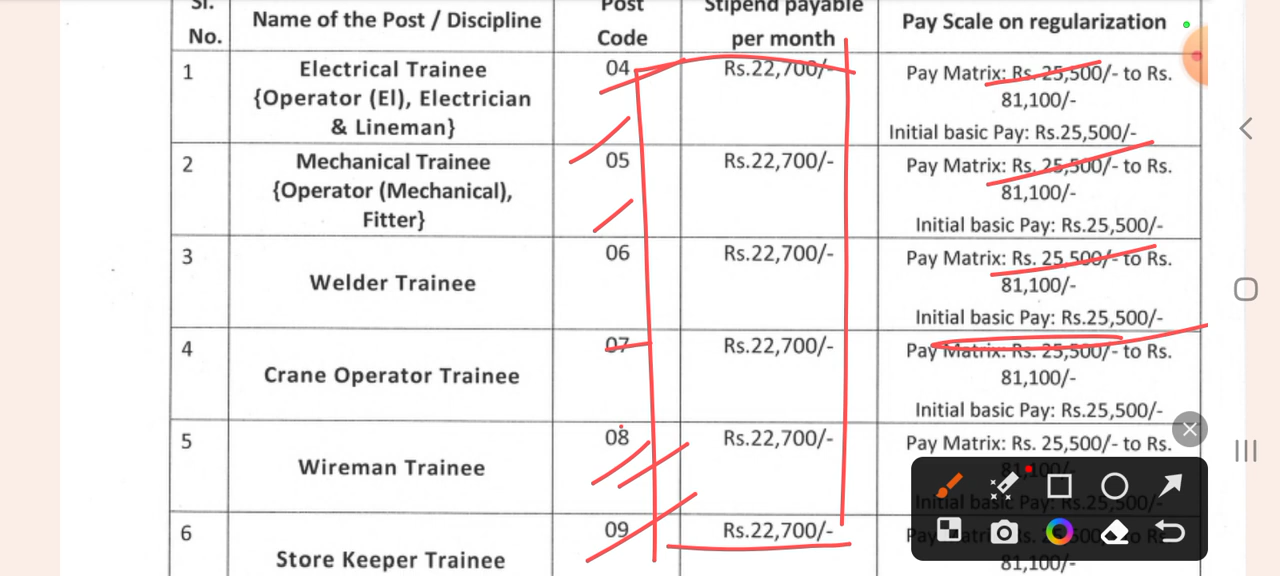 Sl.
No.
Name of the Post / Discipline
Post
Code
Stipend payable
per month
Pay Scale on regularization
1
Electrical Trainee
{Operator (El), Electrician
& Lineman}
04
Rs.22,700/-
Pay Matrix: Rs. 25,500/- to Rs.
81,100/-
Initial basic Pay: Rs.25,500/-
2
Mechanical Trainee
{Operator (Mechanical),
Fitter}
05
Rs.22,700/-
Pay Matrix: Rs. 25,500/- to Rs.
81,100/-
Initial basic Pay: Rs.25,500/-
3
Welder Trainee
06
Rs.22,700/-
Pay Matrix: Rs. 25,500/- to Rs.
81,100/-
Initial basic Pay: Rs.25,500/-
4
Crane Operator Trainee
07
Rs.22,700/-
Pay Matrix: Rs. 25,500/- to Rs.
81,100/-
Initial basic Pay: Rs.25,500/-
5
Wireman Trainee
08
Rs.22,700/-
Pay Matrix: Rs. 25,500/- to Rs.
6
Store Keeper Trainee
09
Rs.22,700/-
81,100/-